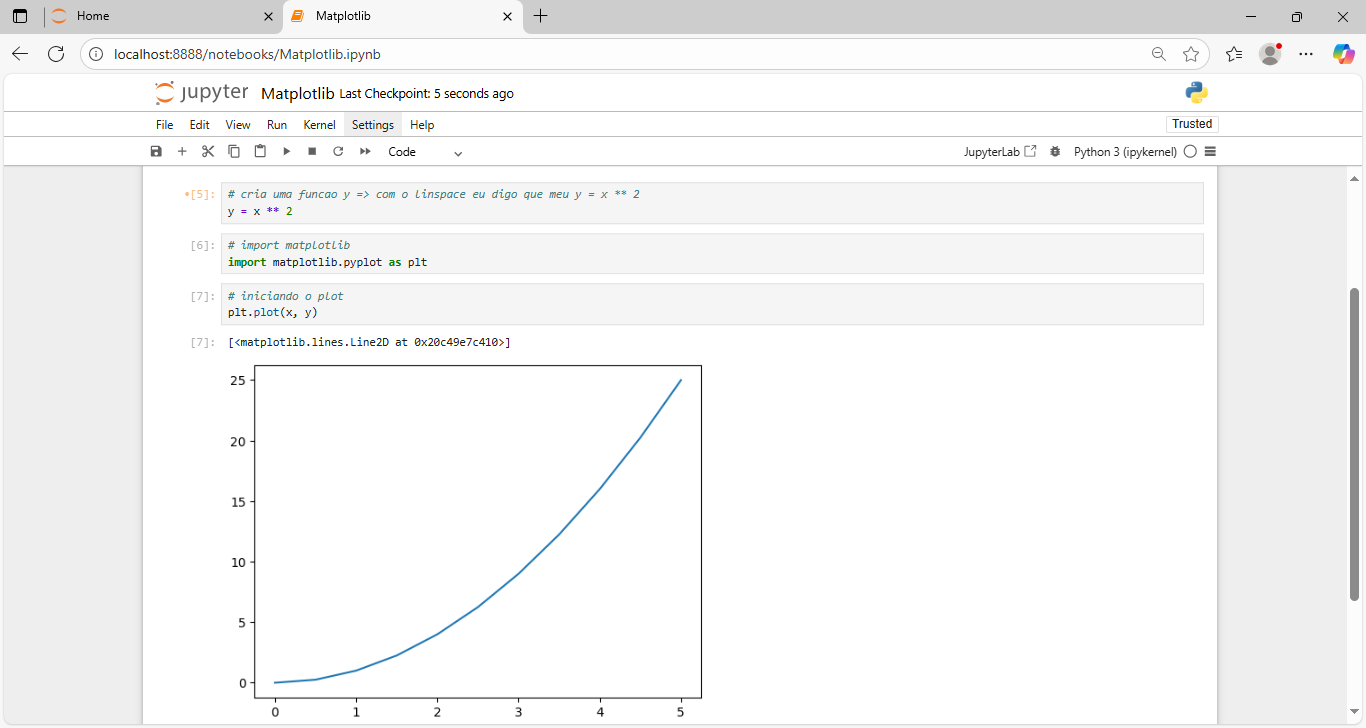 Home
Matplotlib
localhost:8888/notebooks/Matplotlib.ipynb
jupyter Matplotlib Last Checkpoint: 5 seconds ago
File Edit View Run Kernel Settings Help
Trusted
Code
JupyterLab
Python 3 (ipykernel)
*[5]: # cria uma funcao y => com o linspace eu digo que meu y = x ** 2
y = x ** 2
[6]: # import matplotlib
import matplotlib.pyplot as plt
[7]: # iniciando o plot
plt.plot(x, y)
[7]: [<matplotlib.lines.Line2D at 0x20c49e7c410>]
25
20
15
10
5
0
0 1 2 3 4 5